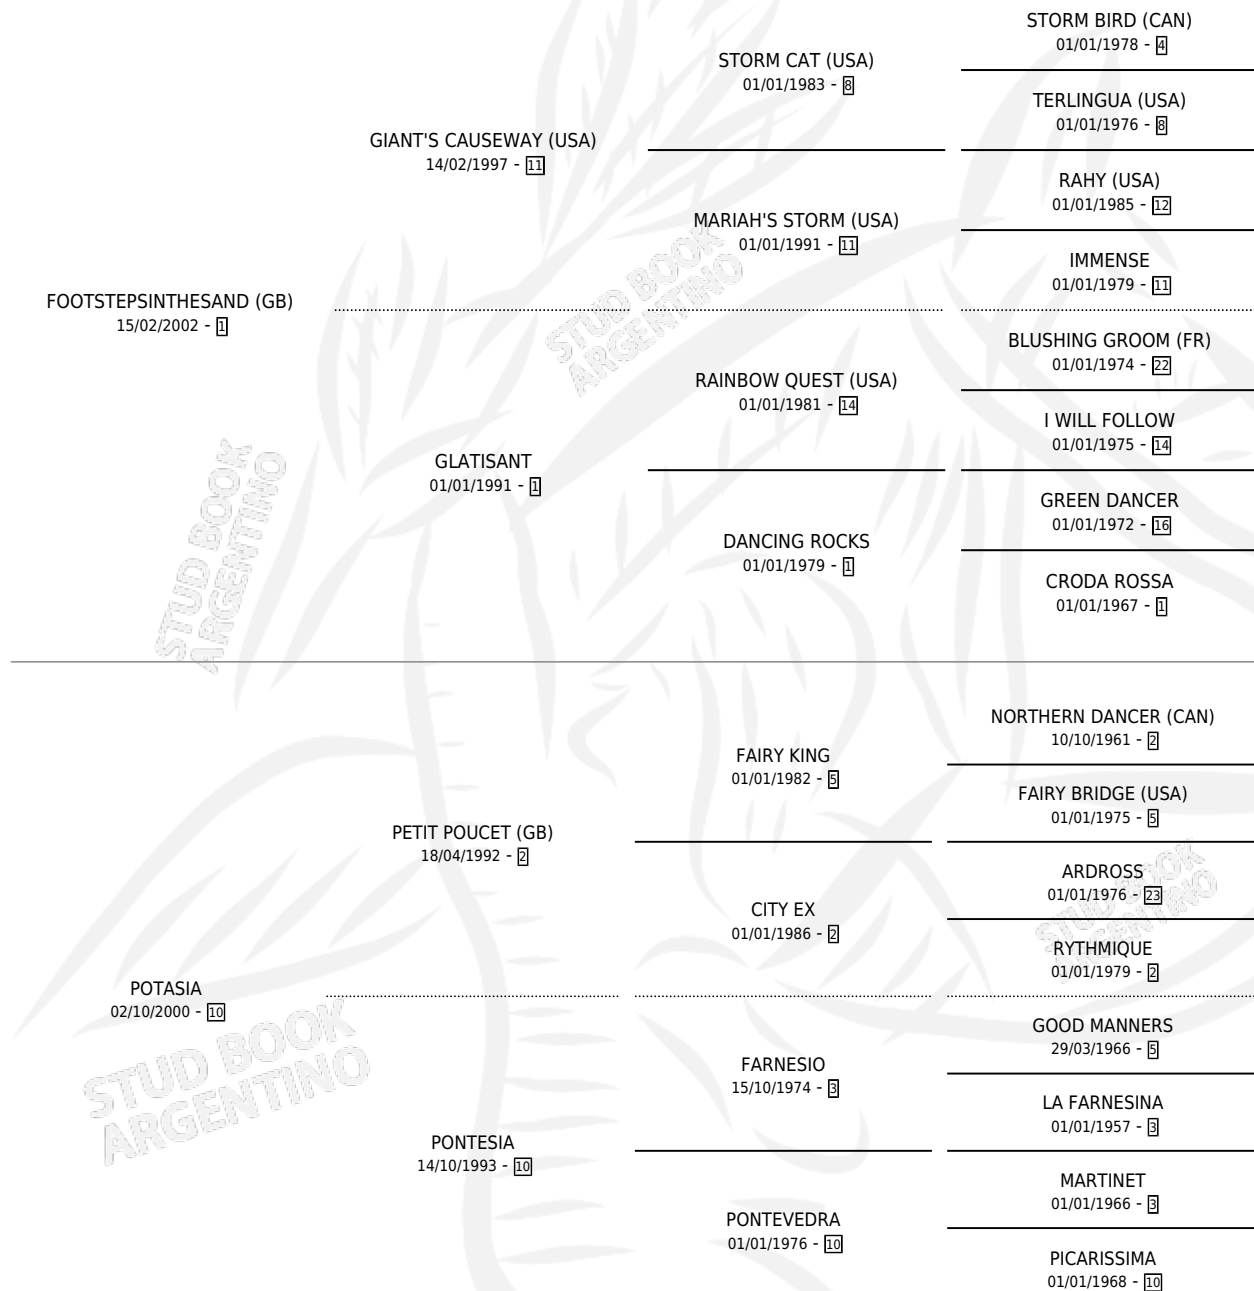 STORM BIRD (CAN)
01/01/1978 - 4
STORM CAT (USA)
01/01/1983 - 8
TERLINGUA (USA)
01/01/1976 - 8
GIANT'S CAUSEWAY (USA)
14/02/1997 - 11
RAHY (USA)
01/01/1985 - 12
MARIAH'S STORM (USA)
01/01/1991 - 11
IMMENSE
01/01/1979 - 11
FOOTSTEPSINTHESAND (GB)
15/02/2002 - 1
STUD BOOK
ARGENTINO
BLUSHING GROOM (FR)
01/01/1974 - 22
RAINBOW QUEST (USA)
01/01/1981 - 14
I WILL FOLLOW
01/01/1975 - 14
GLATISANT
01/01/1991 - 1
GREEN DANCER
01/01/1972 - 16
DANCING ROCKS
01/01/1979 - 1
CRODA ROSSA
01/01/1967 - 1
STUD BOOK
ARGENTINO
NORTHERN DANCER (CAN)
10/10/1961 - 2
FAIRY KING
01/01/1982 - 5
FAIRY BRIDGE (USA)
01/01/1975 - 5
PETIT POUCET (GB)
18/04/1992 - 2
ARDROSS
01/01/1976 - 23
CITY EX
01/01/1986 - 2
RYTHMIQUE
01/01/1979 - 2
STUD BOOK
ARGENTINO
POTASIA
02/10/2000 - 10
GOOD MANNERS
29/03/1966 - 5
FARNESIO
15/10/1974 - 3
LA FARNESINA
01/01/1957 - 3
STUD BOOK
ARGENTINO
PONTESIA
14/10/1993 - 10
MARTINET
01/01/1966 - 3
PONTEVEDRA
01/01/1976 - 10
PICARISSIMA
01/01/1968 - 10